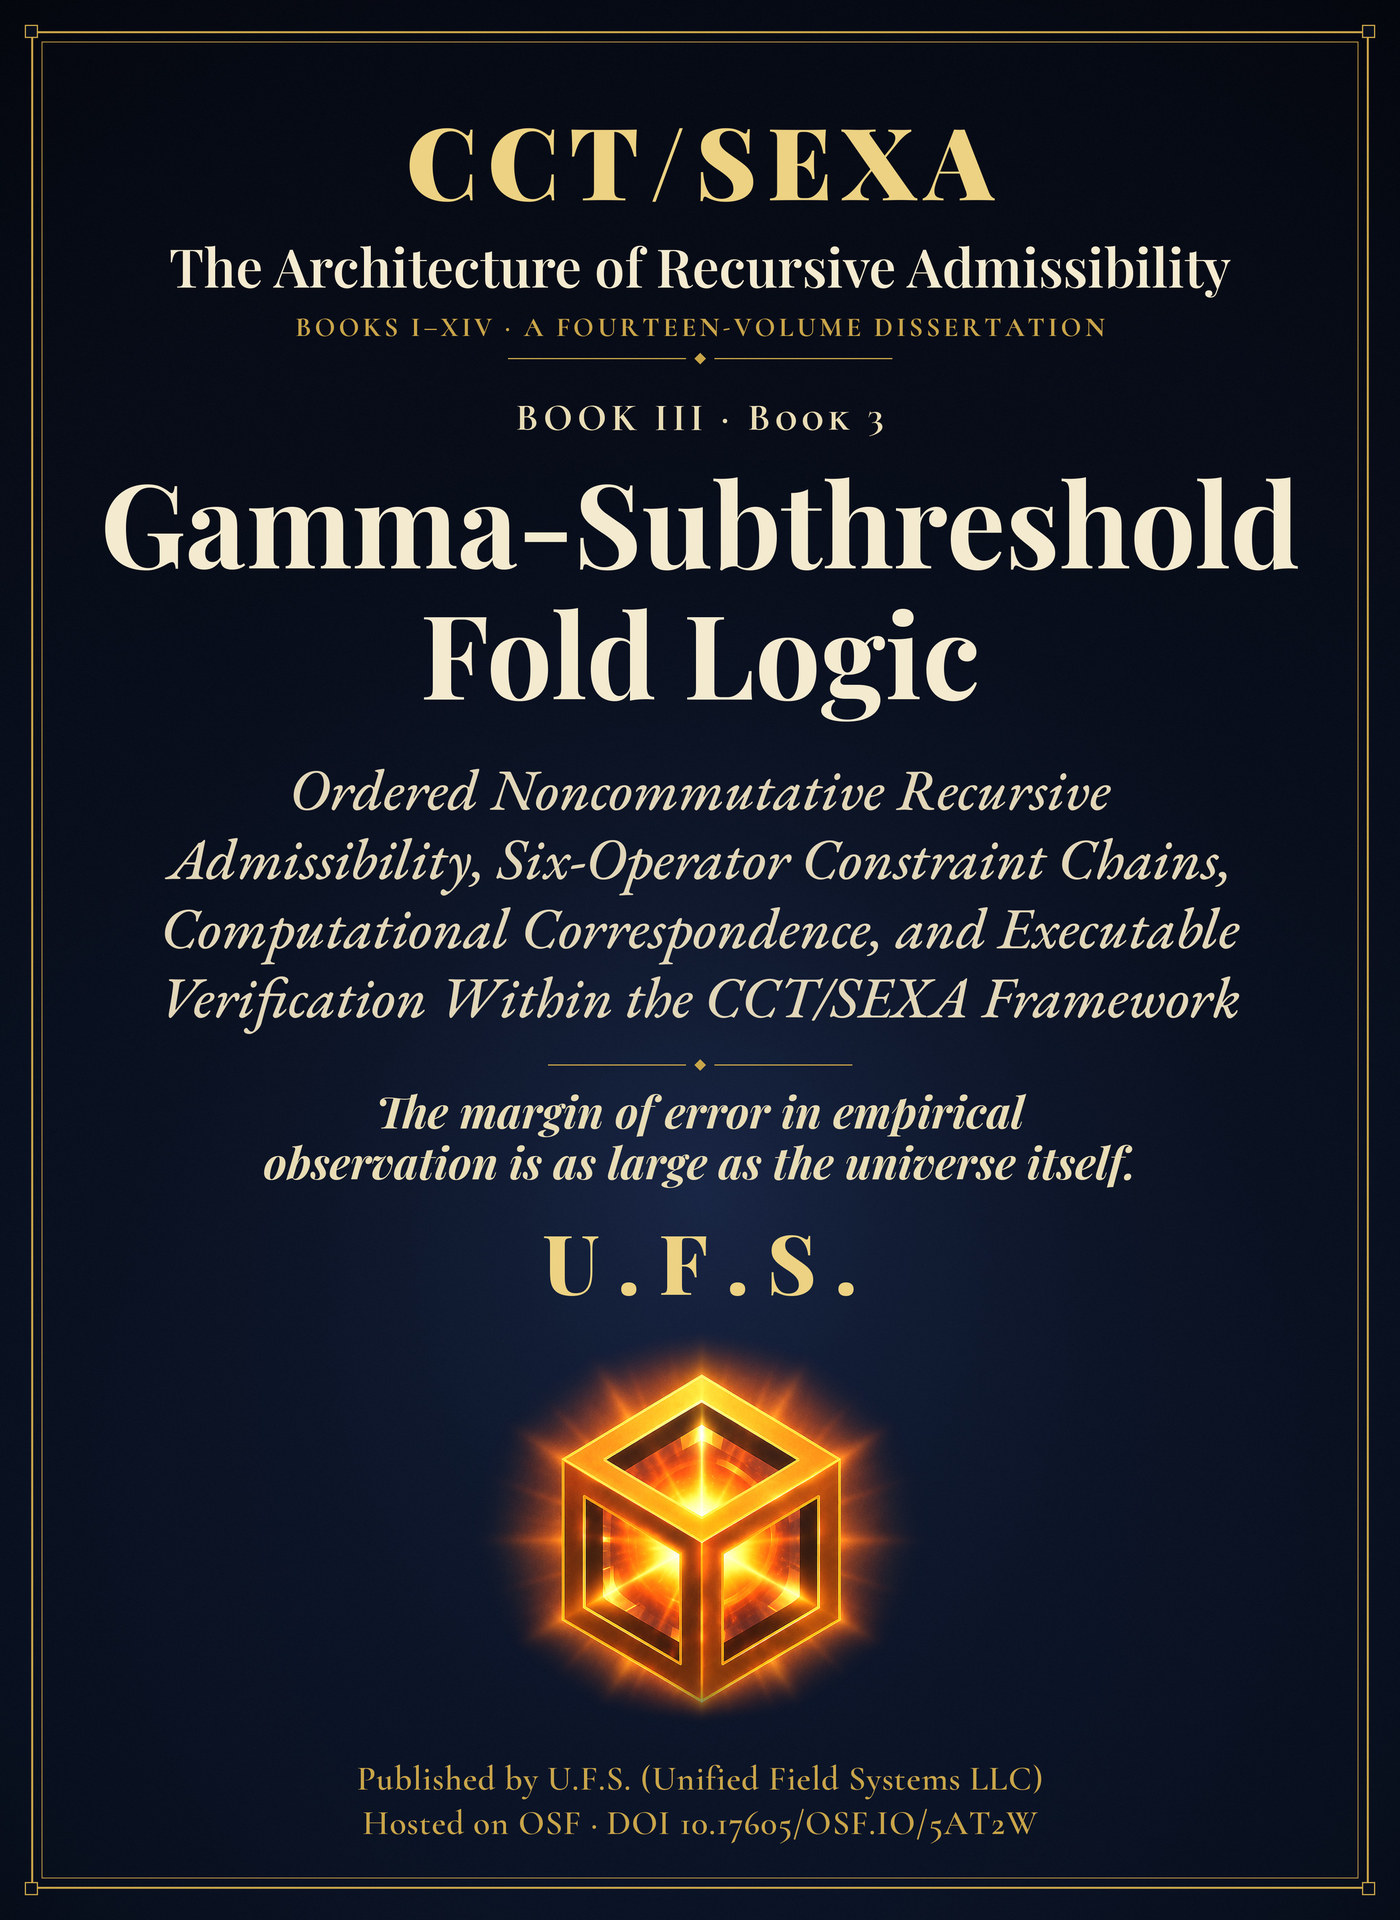 CCT/SEXA
The Architecture of Recursive Admissibility
BOOKS I–XIV · A FOURTEEN-VOLUME DISSERTATION
BOOK III · Book 3
Gamma-Subthreshold
Fold Logic
Ordered Noncommutative Recursive
Admissibility, Six-Operator Constraint Chains,
Computational Correspondence, and Executable
Verification Within the CCT/SEXA Framework
The margin of error in empirical
observation is as large as the universe itself.
U.F.S.
Published by U.F.S. (Unified Field Systems LLC)
Hosted on OSF · DOI 10.17605/OSF.IO/5AT2W